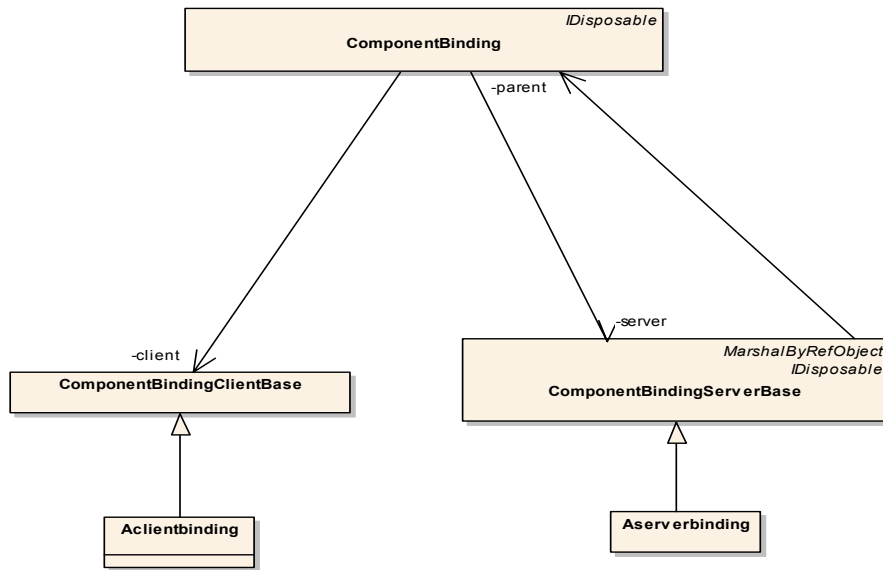 IDisposable
ComponentBinding
-parent
-server
-client
MarshalByRefObject
IDisposable
ComponentBindingClientBase
ComponentBindingServerBase
Aclientbinding
Aserverbinding